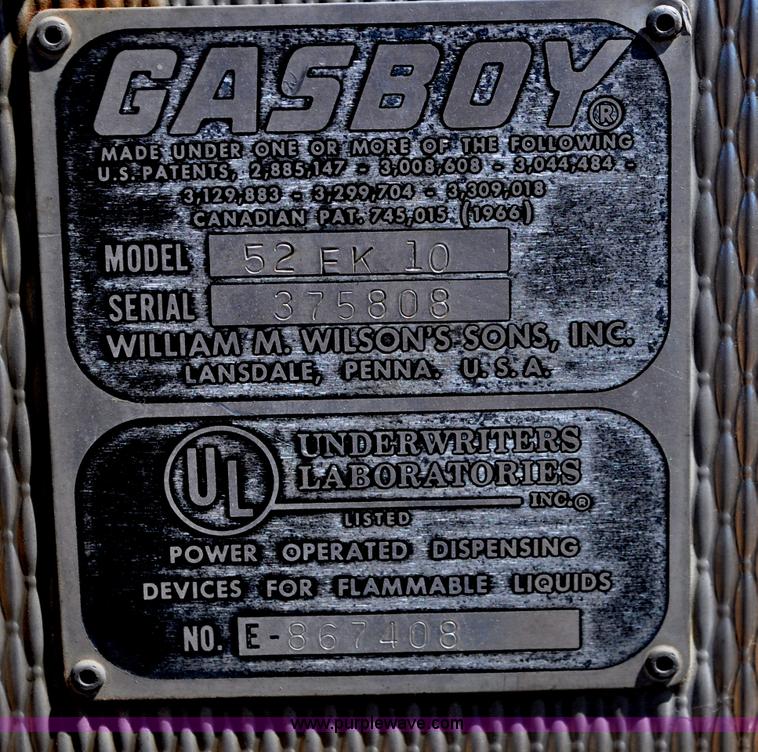 GASBOY®
MADE UNDER ONE OR MORE OF THE FOLLOWING
U.S. PATENTS, 2,885,147 - 3,008,608 - 3,044,484 -
3,129,883 - 3,299,704 - 3,309,018
CANADIAN PAT. 745,015 (1966)
MODEL 52 EK 10
SERIAL 375808
WILLIAM M. WILSON'S SONS, INC.
LANSDALE, PENNA. U.S.A.
UL
UNDERWRITERS
LABORATORIES
INC.®
LISTED
POWER OPERATED DISPENSING
DEVICES FOR FLAMMABLE LIQUIDS
NO. E-867408
www.purplewave.com